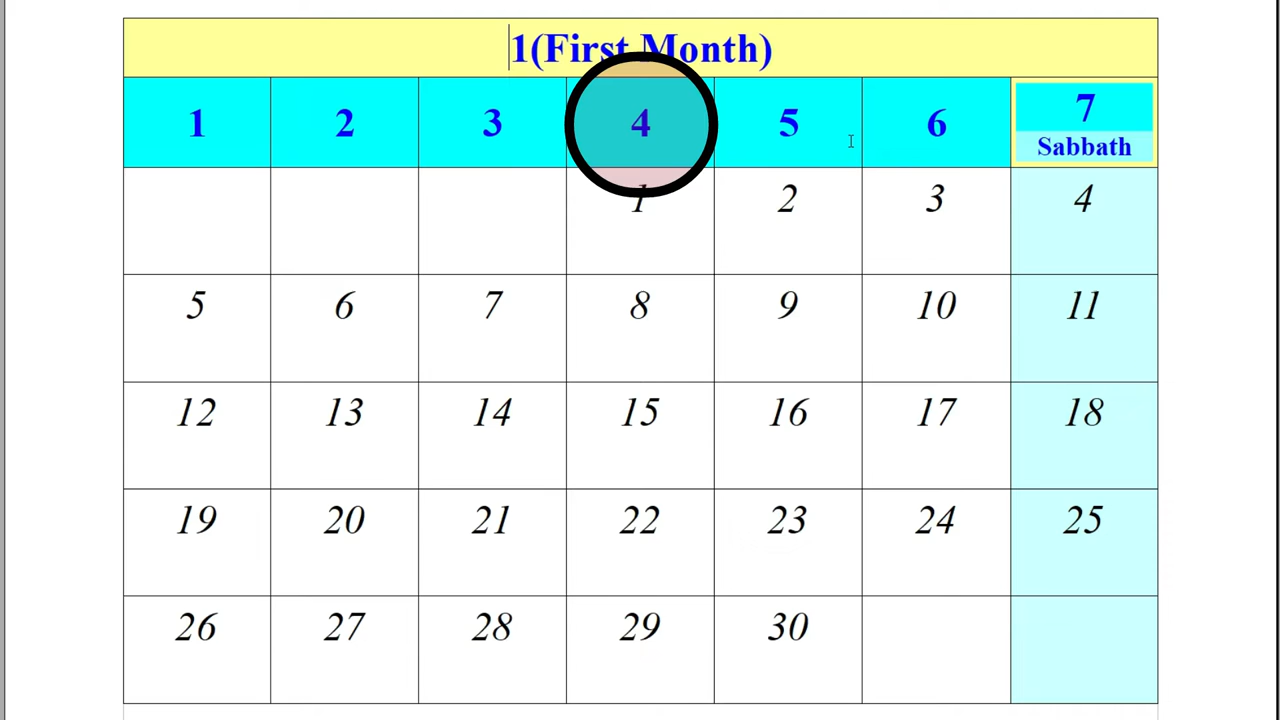 1(First Month)
1 2 3 4 5 6 7
Sabbath
1 2 3 4
5 6 7 8 9 10 11
12 13 14 15 16 17 18
19 20 21 22 23 24 25
26 27 28 29 30